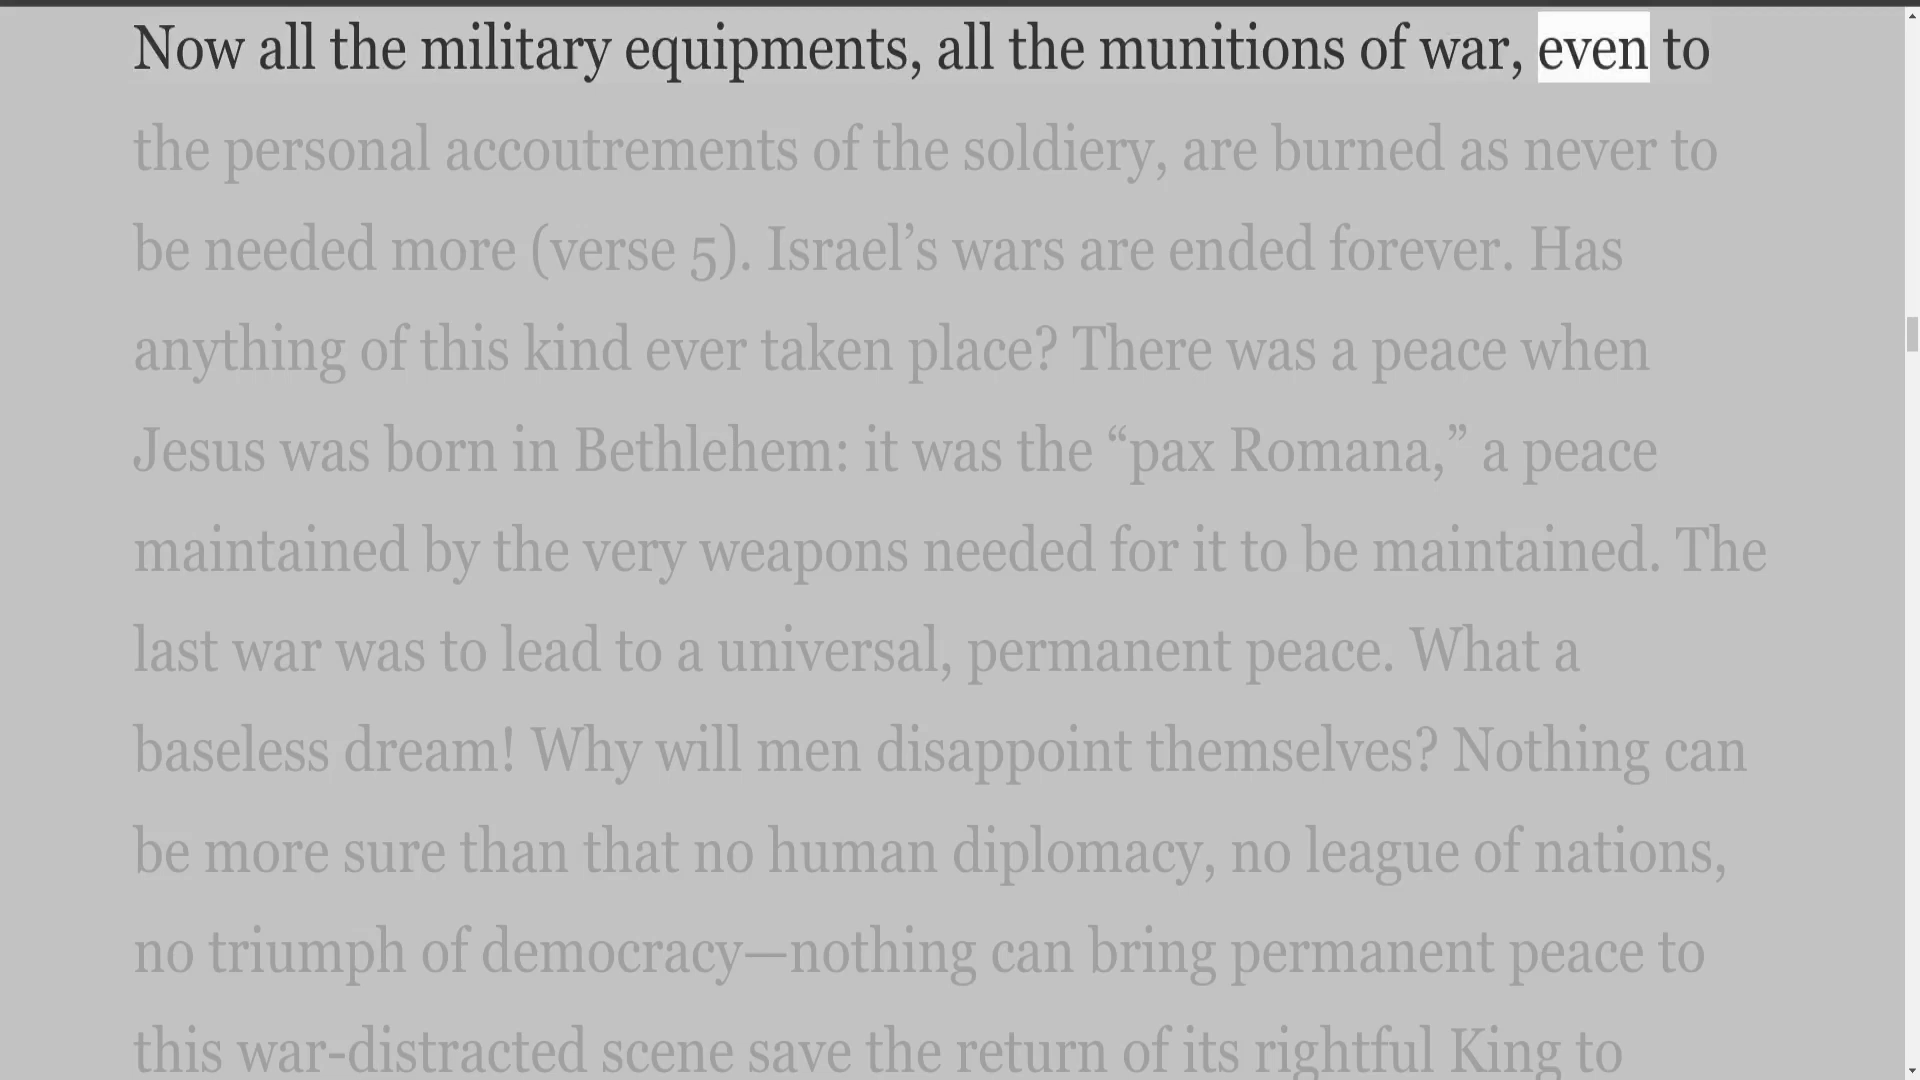 Now all the military equipments, all the munitions of war, even to
the personal accoutrements of the soldiery, are burned as never to
be needed more (verse 5). Israel’s wars are ended forever. Has
anything of this kind ever taken place? There was a peace when
Jesus was born in Bethlehem: it was the “pax Romana,” a peace
maintained by the very weapons needed for it to be maintained. The
last war was to lead to a universal, permanent peace. What a
baseless dream! Why will men disappoint themselves? Nothing can
be more sure than that no human diplomacy, no league of nations,
no triumph of democracy—nothing can bring permanent peace to
this war-distracted scene save the return of its rightful King to